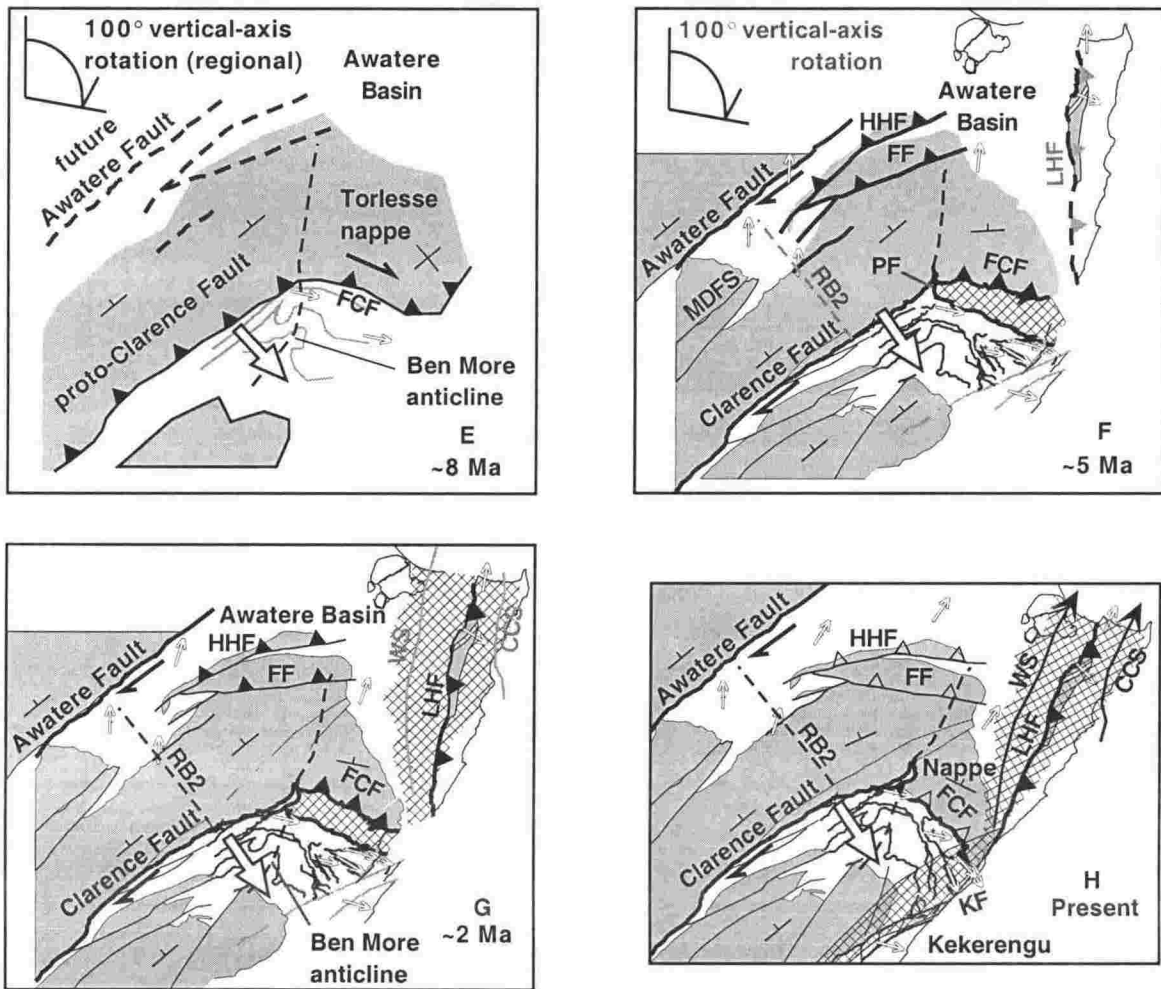 100° vertical-axis
rotation (regional)
Awatere
Basin
future
Awatere Fault
Torlesse
nappe
proto-Clarence Fault
FCF
Ben More
anticline
E
~8 Ma
100° vertical-axis
rotation
Awatere
Basin
HHF
FF
LHF
Awatere Fault
MDFS
RB2
PF
FCF
Clarence Fault
F
~5 Ma
Awatere Basin
HHF
FF
WS
CCS
LHF
Awatere Fault
RB2
FCF
Clarence Fault
G
~2 Ma
Ben More
anticline
HHF
FF
WS
LHF
CCS
Awatere Fault
RB2
Nappe
FCF
Clarence Fault
KF
H
Present
Kekerengu